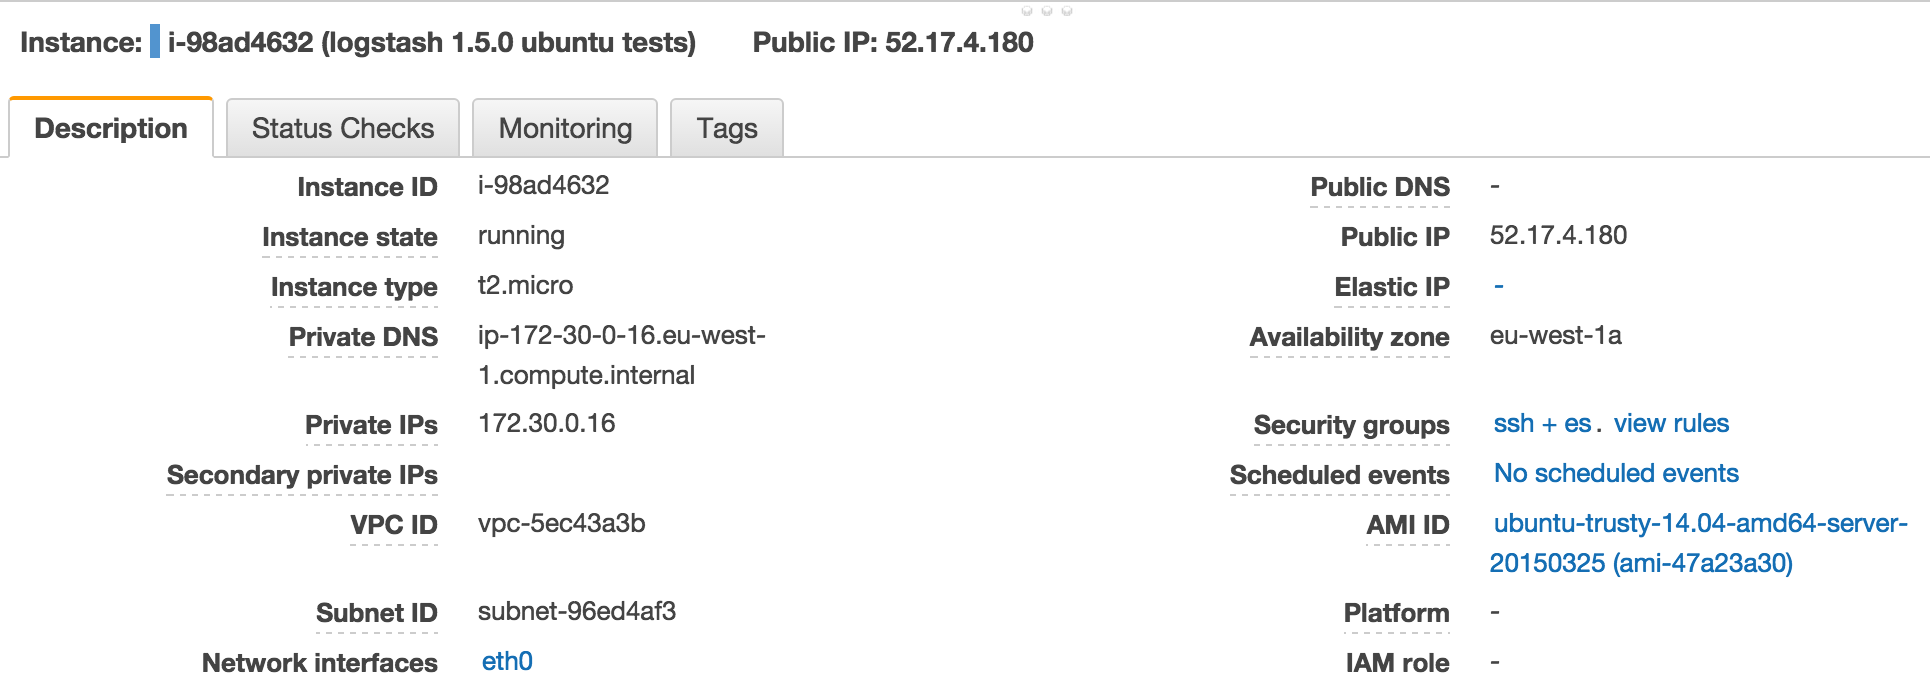 Instance: i-98ad4632 (logstash 1.5.0 ubuntu tests) Public IP: 52.17.4.180
Description Status Checks Monitoring Tags
Instance ID i-98ad4632
Instance state running
Instance type t2.micro
Private DNS ip-172-30-0-16.eu-west-
1.compute.internal
Private IPs 172.30.0.16
Secondary private IPs
VPC ID vpc-5ec43a3b
Subnet ID subnet-96ed4af3
Network interfaces eth0
Public DNS -
Public IP 52.17.4.180
Elastic IP -
Availability zone eu-west-1a
Security groups ssh + es . view rules
Scheduled events No scheduled events
AMI ID ubuntu-trusty-14.04-amd64-server-
20150325 (ami-47a23a30)
Platform -
IAM role -